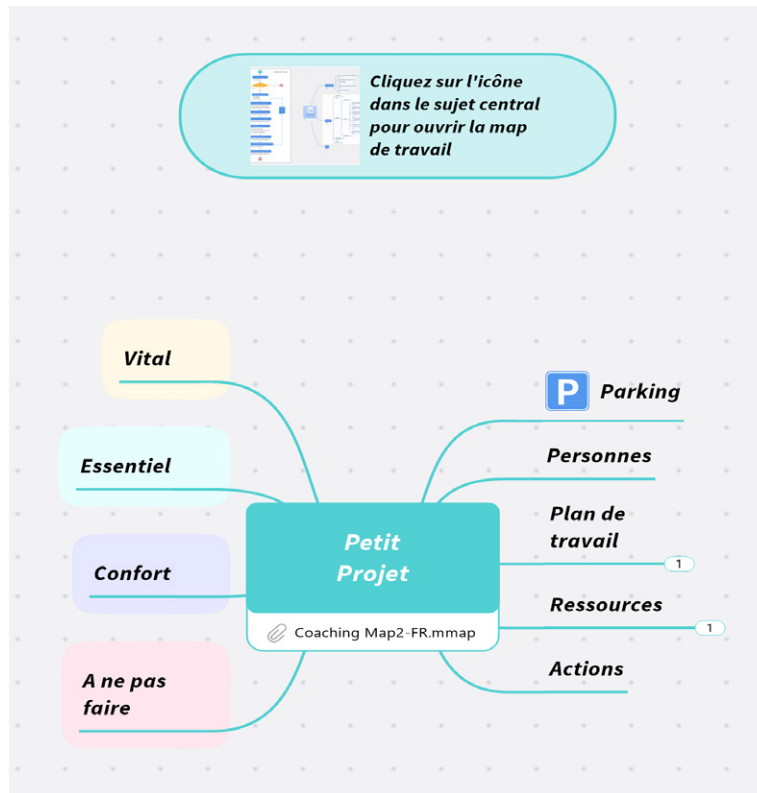 Cliquez sur l'icône
dans le sujet central
pour ouvrir la map
de travail
Vital
Essentiel
Confort
A ne pas
faire
Petit
Projet
Coaching Map2-FR.mmap
P Parking
Personnes
Plan de
travail
1
Ressources
1
Actions